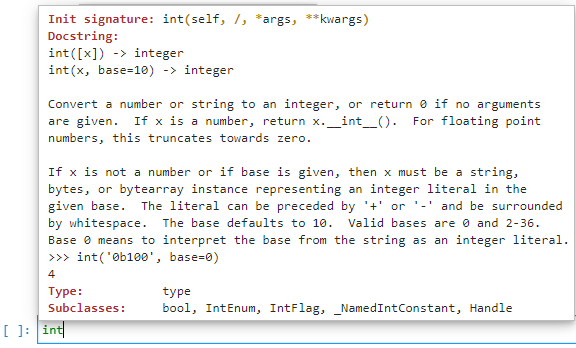 Init signature: int(self, /, *args, **kwargs)
Docstring:
int([x]) -> integer
int(x, base=10) -> integer
Convert a number or string to an integer, or return 0 if no arguments
are given.  If x is a number, return x.__int__().  For floating point
numbers, this truncates towards zero.
If x is not a number or if base is given, then x must be a string,
bytes, or bytearray instance representing an integer literal in the
given base.  The literal can be preceded by '+' or '-' and be surrounded
by whitespace.  The base defaults to 10.  Valid bases are 0 and 2-36.
Base 0 means to interpret the base from the string as an integer literal.
>>> int('0b100', base=0)
4
Type:           type
Subclasses:     bool, IntEnum, IntFlag, _NamedIntConstant, Handle
[ ]: int